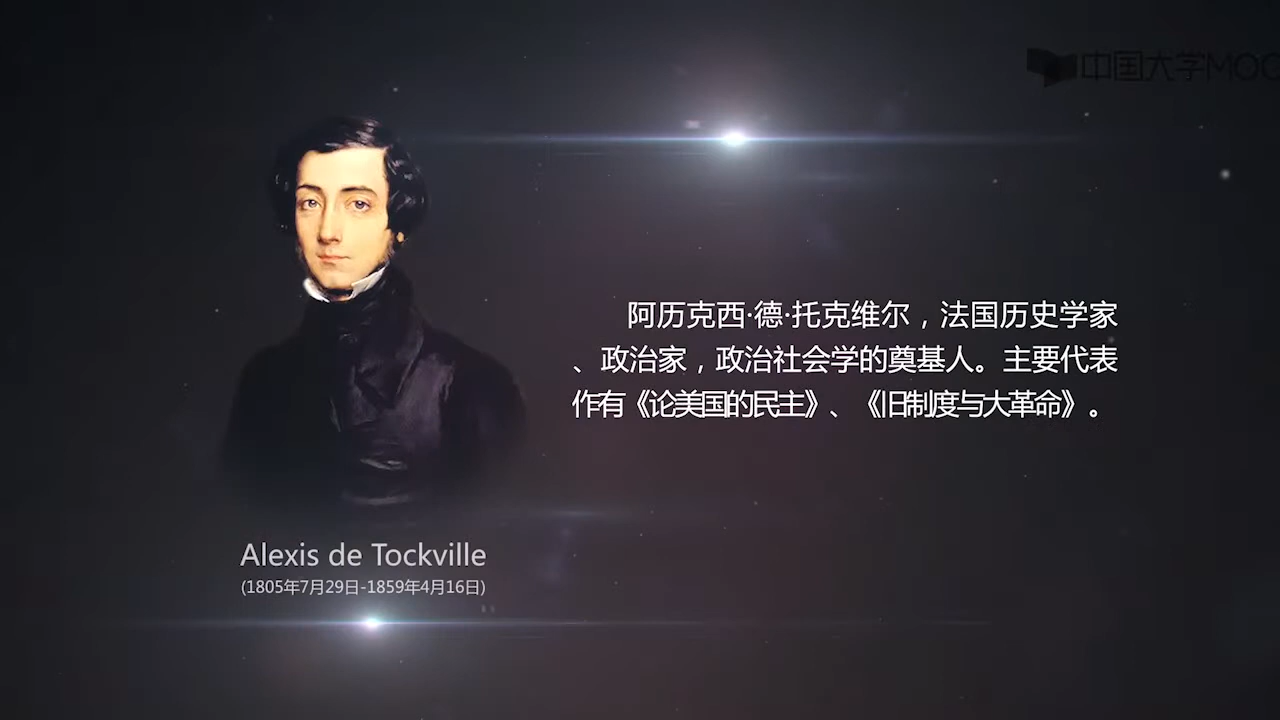 中国大学MOO
阿历克西·德·托克维尔，法国历史学家
、政治家，政治社会学的奠基人。主要代表
作有《论美国的民主》、《旧制度与大革命》。
Alexis de Tockville
(1805年7月29日-1859年4月16日)